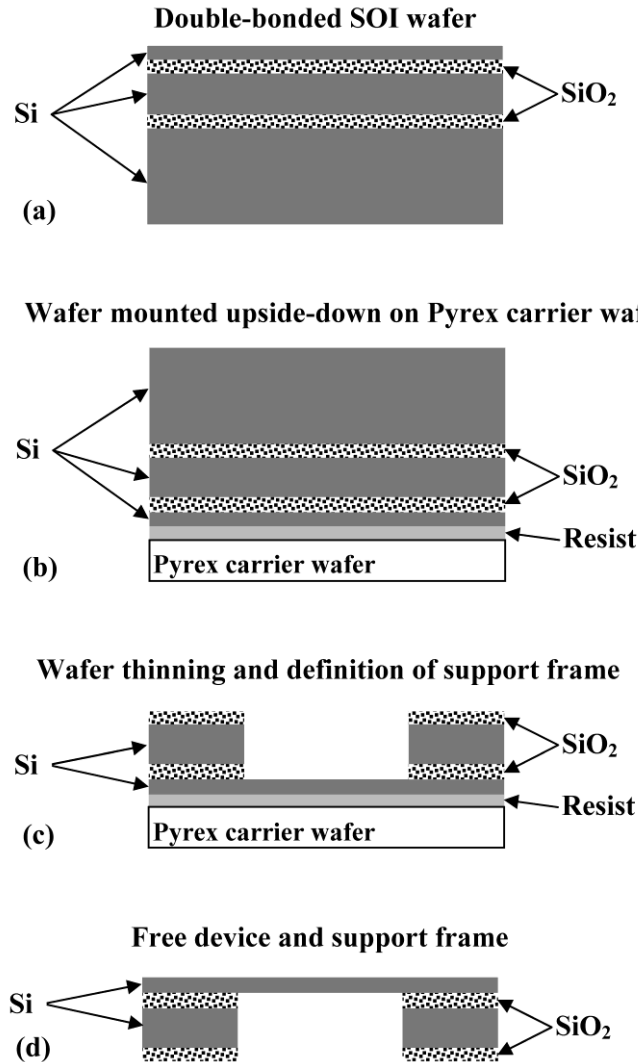 Double-bonded SOI wafer
Si
SiO2
(a)
Wafer mounted upside-down on Pyrex carrier waf
Si
SiO2
Resist
Pyrex carrier wafer
(b)
Wafer thinning and definition of support frame
SiO2
Si
Resist
Pyrex carrier wafer
(c)
Free device and support frame
Si
SiO2
(d)